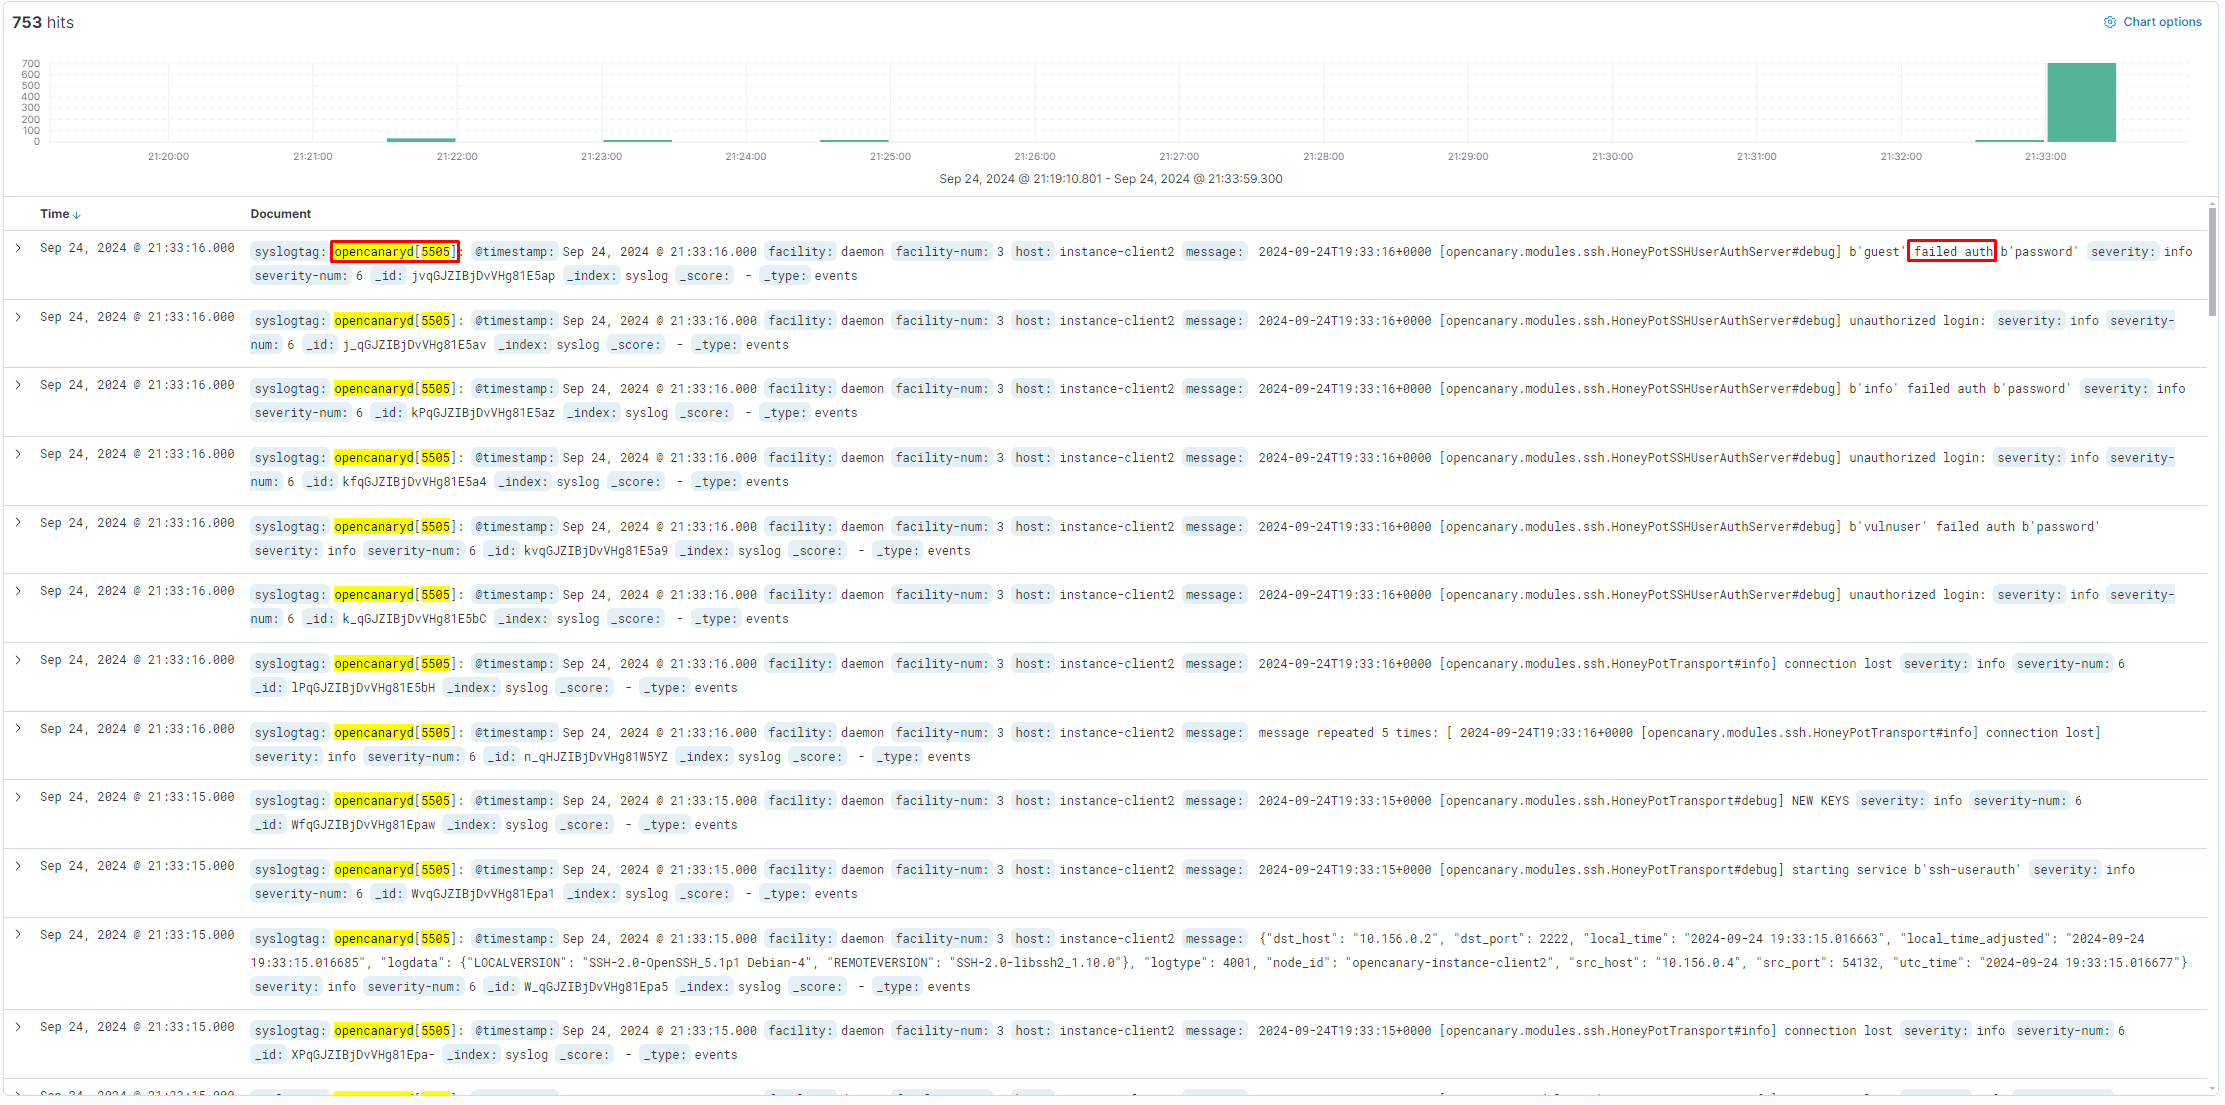 753 hits
Chart options
700
600
500
400
300
200
100
0
21:20:00 21:21:00 21:22:00 21:23:00 21:24:00 21:25:00 21:26:00 21:27:00 21:28:00 21:29:00 21:30:00 21:31:00 21:32:00 21:33:00
Sep 24, 2024 @ 21:19:10.801 - Sep 24, 2024 @ 21:33:59.300
Time Document
Sep 24, 2024 @ 21:33:16.000 syslogtag: opencanaryd[5505]: @timestamp: Sep 24, 2024 @ 21:33:16.000 facility: daemon facility-num: 3 host: instance-client2 message: 2024-09-24T19:33:16+0000 [opencanary.modules.ssh.HoneyPotSSHUserAuthServer#debug] b'guest' failed auth b'password' severity: info
severity-num: 6 _id: jvqGJZIBjDvVHg81E5ap _index: syslog _score: - _type: events
Sep 24, 2024 @ 21:33:16.000 syslogtag: opencanaryd[5505]: @timestamp: Sep 24, 2024 @ 21:33:16.000 facility: daemon facility-num: 3 host: instance-client2 message: 2024-09-24T19:33:16+0000 [opencanary.modules.ssh.HoneyPotSSHUserAuthServer#debug] unauthorized login: severity: info severity-
num: 6 _id: j_qGJZIBjDvVHg81E5av _index: syslog _score: - _type: events
Sep 24, 2024 @ 21:33:16.000 syslogtag: opencanaryd[5505]: @timestamp: Sep 24, 2024 @ 21:33:16.000 facility: daemon facility-num: 3 host: instance-client2 message: 2024-09-24T19:33:16+0000 [opencanary.modules.ssh.HoneyPotSSHUserAuthServer#debug] b'info' failed auth b'password' severity: info
severity-num: 6 _id: kPqGJZIBjDvVHg81E5az _index: syslog _score: - _type: events
Sep 24, 2024 @ 21:33:16.000 syslogtag: opencanaryd[5505]: @timestamp: Sep 24, 2024 @ 21:33:16.000 facility: daemon facility-num: 3 host: instance-client2 message: 2024-09-24T19:33:16+0000 [opencanary.modules.ssh.HoneyPotSSHUserAuthServer#debug] unauthorized login: severity: info severity-
num: 6 _id: kfqGJZIBjDvVHg81E5a4 _index: syslog _score: - _type: events
Sep 24, 2024 @ 21:33:16.000 syslogtag: opencanaryd[5505]: @timestamp: Sep 24, 2024 @ 21:33:16.000 facility: daemon facility-num: 3 host: instance-client2 message: 2024-09-24T19:33:16+0000 [opencanary.modules.ssh.HoneyPotSSHUserAuthServer#debug] b'vulnuser' failed auth b'password'
severity: info severity-num: 6 _id: kvqGJZIBjDvVHg81E5a9 _index: syslog _score: - _type: events
Sep 24, 2024 @ 21:33:16.000 syslogtag: opencanaryd[5505]: @timestamp: Sep 24, 2024 @ 21:33:16.000 facility: daemon facility-num: 3 host: instance-client2 message: 2024-09-24T19:33:16+0000 [opencanary.modules.ssh.HoneyPotSSHUserAuthServer#debug] unauthorized login: severity: info severity-
num: 6 _id: k_qGJZIBjDvVHg81E5bC _index: syslog _score: - _type: events
Sep 24, 2024 @ 21:33:16.000 syslogtag: opencanaryd[5505]: @timestamp: Sep 24, 2024 @ 21:33:16.000 facility: daemon facility-num: 3 host: instance-client2 message: 2024-09-24T19:33:16+0000 [opencanary.modules.ssh.HoneyPotTransport#info] connection lost severity: info severity-num: 6
_id: lPqGJZIBjDvVHg81E5bH _index: syslog _score: - _type: events
Sep 24, 2024 @ 21:33:16.000 syslogtag: opencanaryd[5505]: @timestamp: Sep 24, 2024 @ 21:33:16.000 facility: daemon facility-num: 3 host: instance-client2 message: message repeated 5 times: [ 2024-09-24T19:33:16+0000 [opencanary.modules.ssh.HoneyPotTransport#info] connection lost]
severity: info severity-num: 6 _id: n_qHJZIBjDvVHg81W5YZ _index: syslog _score: - _type: events
Sep 24, 2024 @ 21:33:15.000 syslogtag: opencanaryd[5505]: @timestamp: Sep 24, 2024 @ 21:33:15.000 facility: daemon facility-num: 3 host: instance-client2 message: 2024-09-24T19:33:15+0000 [opencanary.modules.ssh.HoneyPotTransport#debug] NEW KEYS severity: info severity-num: 6
_id: WfqGJZIBjDvVHg81Epaw _index: syslog _score: - _type: events
Sep 24, 2024 @ 21:33:15.000 syslogtag: opencanaryd[5505]: @timestamp: Sep 24, 2024 @ 21:33:15.000 facility: daemon facility-num: 3 host: instance-client2 message: 2024-09-24T19:33:15+0000 [opencanary.modules.ssh.HoneyPotTransport#debug] starting service b'ssh-userauth' severity: info
severity-num: 6 _id: WvqGJZIBjDvVHg81Epa1 _index: syslog _score: - _type: events
Sep 24, 2024 @ 21:33:15.000 syslogtag: opencanaryd[5505]: @timestamp: Sep 24, 2024 @ 21:33:15.000 facility: daemon facility-num: 3 host: instance-client2 message: {"dst_host": "10.156.0.2", "dst_port": 2222, "local_time": "2024-09-24 19:33:15.016663", "local_time_adjusted": "2024-09-24
19:33:15.016685", "logdata": {"LOCALVERSION": "SSH-2.0-OpenSSH_5.1p1 Debian-4", "REMOTEVERSION": "SSH-2.0-libssh2_1.10.0"}, "logtype": 4001, "node_id": "opencanary-instance-client2", "src_host": "10.156.0.4", "src_port": 54132, "utc_time": "2024-09-24 19:33:15.016677"}
severity: info severity-num: 6 _id: W_qGJZIBjDvVHg81Epa5 _index: syslog _score: - _type: events
Sep 24, 2024 @ 21:33:15.000 syslogtag: opencanaryd[5505]: @timestamp: Sep 24, 2024 @ 21:33:15.000 facility: daemon facility-num: 3 host: instance-client2 message: 2024-09-24T19:33:15+0000 [opencanary.modules.ssh.HoneyPotTransport#info] connection lost severity: info severity-num: 6
_id: XPqGJZIBjDvVHg81Epa- _index: syslog _score: - _type: events